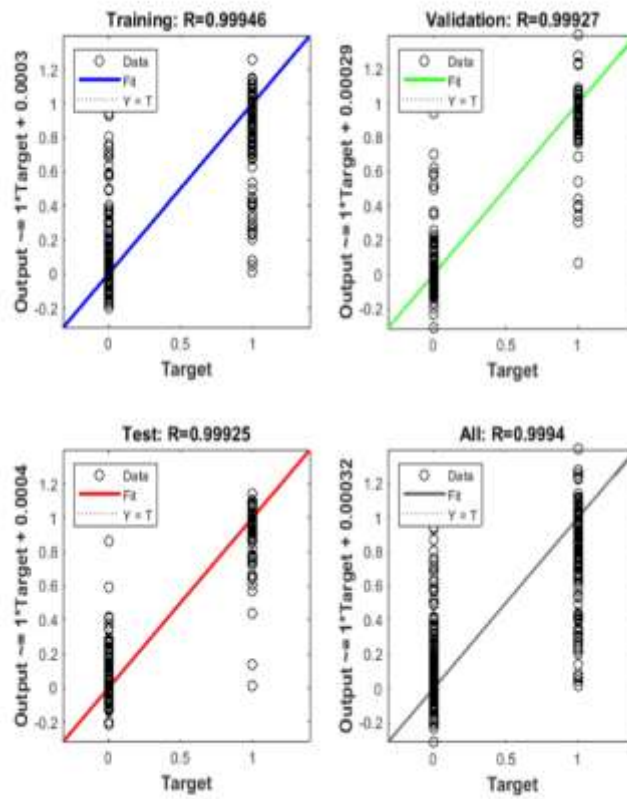 Training: R=0.99946
Output ~= 1*Target + 0.0003
Data
Fit
Y = T
1.2
1
0.8
0.6
0.4
0.2
0
-0.2
0
0.5
1
Target
Validation: R=0.99927
Output ~= 1*Target + 0.00029
Data
Fit
Y = T
1.2
1
0.8
0.6
0.4
0.2
0
-0.2
0
0.5
1
Target
Test: R=0.99925
Output ~= 1*Target + 0.0004
Data
Fit
Y = T
1.2
1
0.8
0.6
0.4
0.2
0
-0.2
0
0.5
1
Target
All: R=0.9994
Output ~= 1*Target + 0.00032
Data
Fit
Y = T
1.2
1
0.8
0.6
0.4
0.2
0
-0.2
0
0.5
1
Target